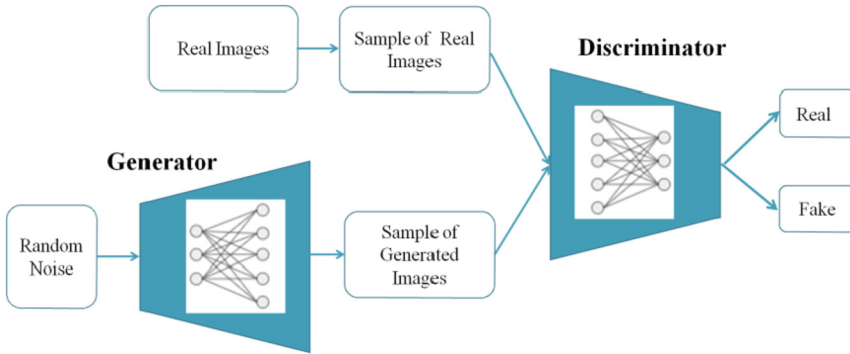 Real Images
Sample of Real
Images
Discriminator
Real
Fake
Generator
Random
Noise
Sample of
Generated
Images